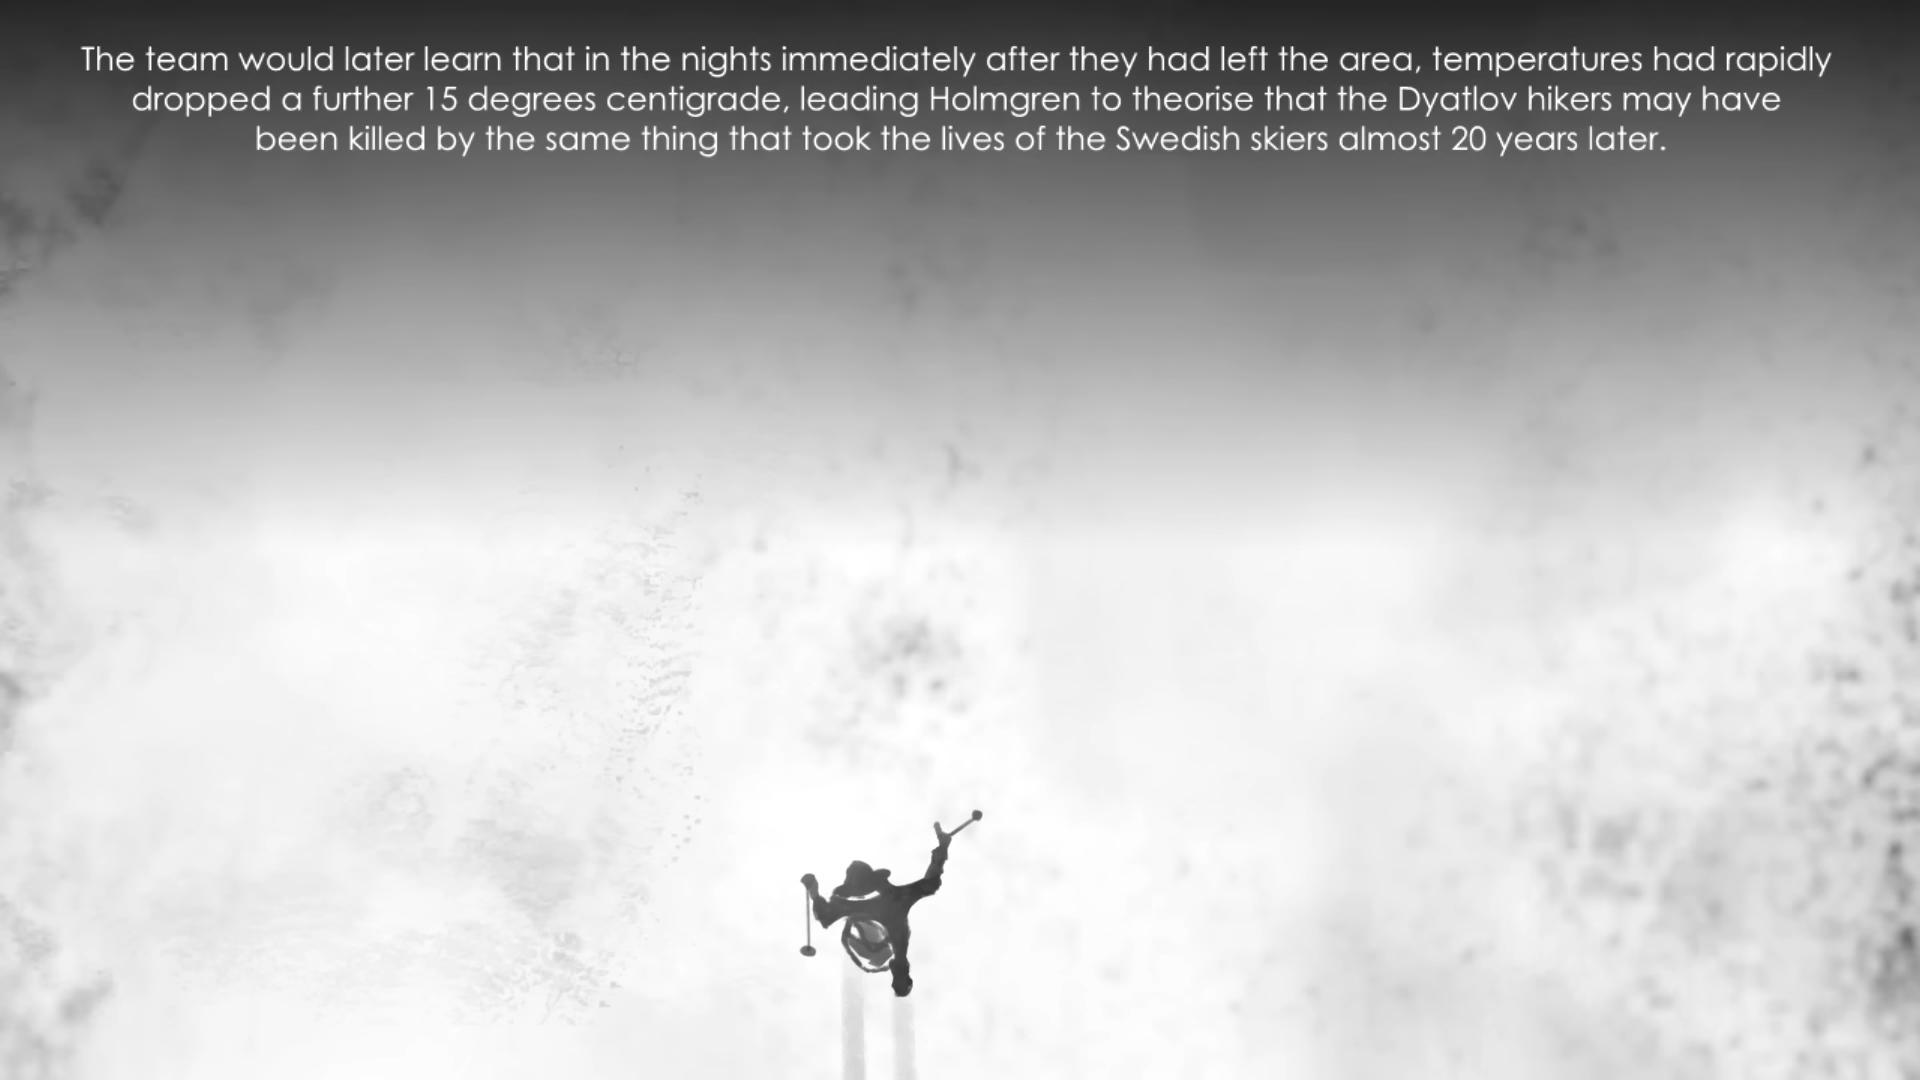 The team would later learn that in the nights immediately after they had left the area, temperatures had rapidly
dropped a further 15 degrees centigrade, leading Holmgren to theorise that the Dyatlov hikers may have
been killed by the same thing that took the lives of the Swedish skiers almost 20 years later.